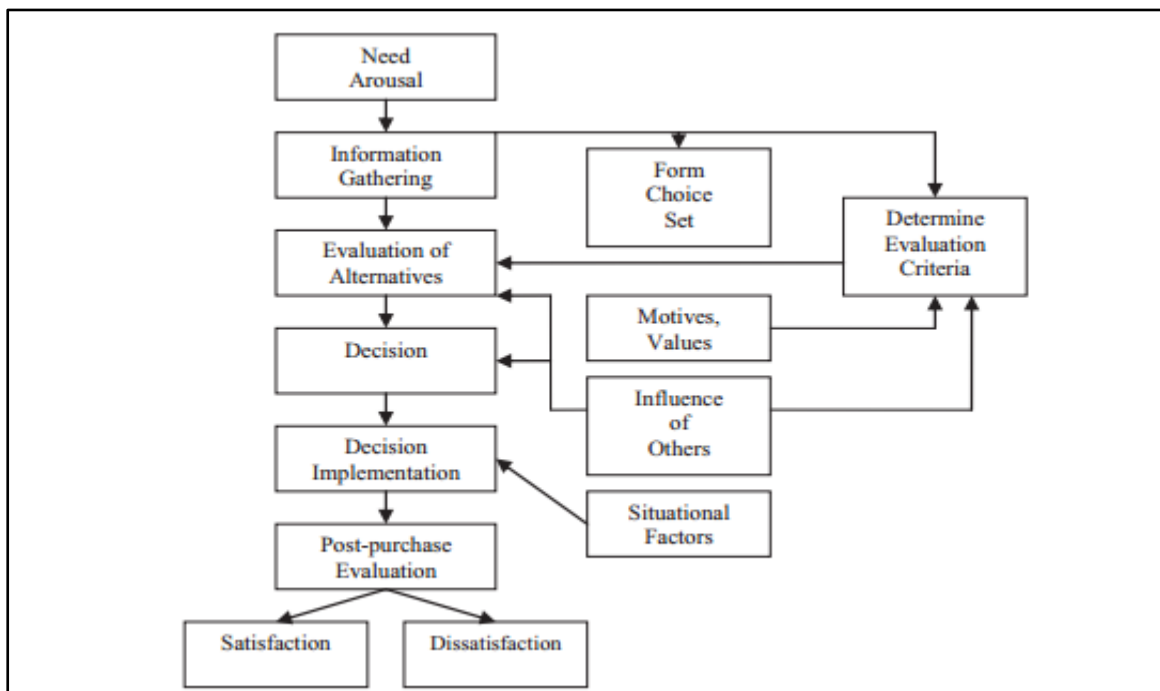 Need
Arousal
Information
Gathering
Form
Choice
Set
Determine
Evaluation
Criteria
Evaluation of
Alternatives
Motives,
Values
Decision
Influence
of
Others
Decision
Implementation
Situational
Factors
Post-purchase
Evaluation
Satisfaction
Dissatisfaction